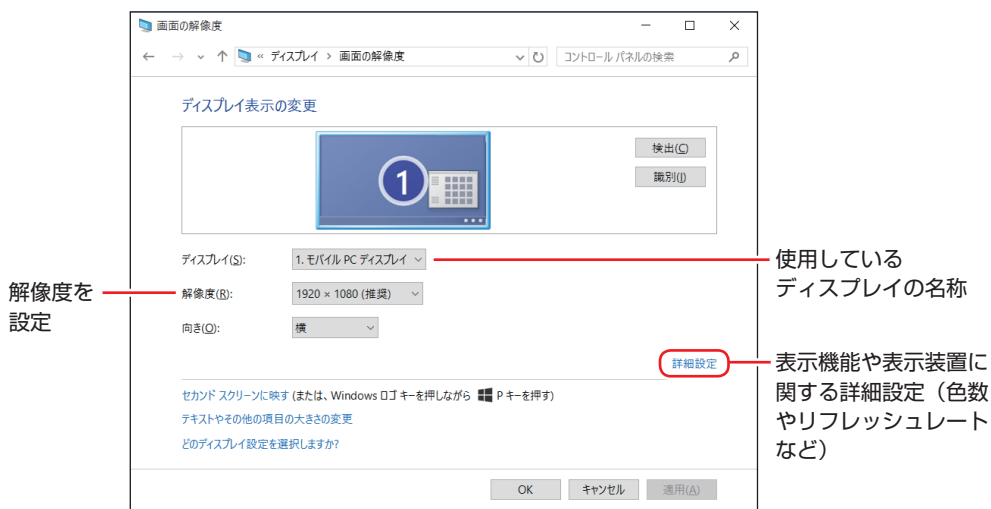 画面の解像度
« ディスプレイ › 画面の解像度
コントロール パネルの検索
ディスプレイ表示の変更
1
検出(C)
識別(I)
ディスプレイ(S):
1. モバイル PC ディスプレイ
使用している
ディスプレイの名称
解像度を
設定
解像度(R):
1920 × 1080 (推奨)
向き(O):
横
詳細設定
表示機能や表示装置に
関する詳細設定（色数
やリフレッシュレート
など）
セカンド スクリーンに映す (または、Windows ロゴ キーを押しながら P キーを押す)
テキストやその他の項目の大きさの変更
どのディスプレイ設定を選択しますか?
OK
キャンセル
適用(A)